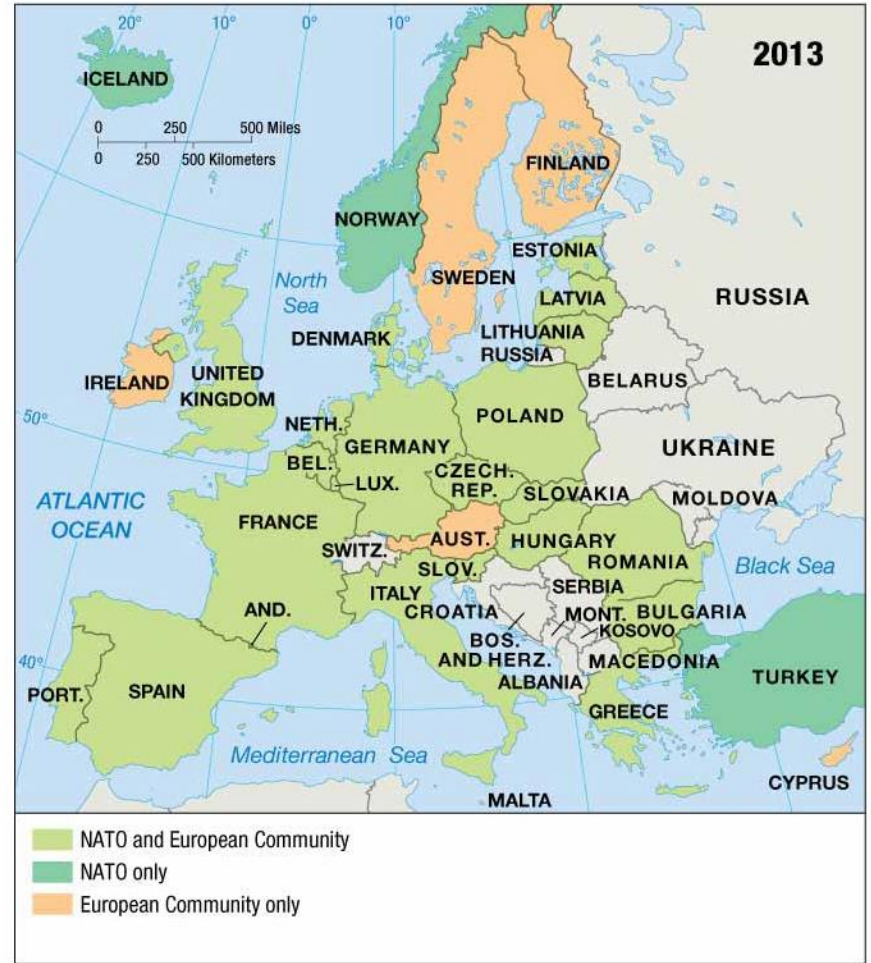 20°
10°
0°
10°
2013
ICELAND
0 250 500 Miles
0 250 500 Kilometers
FINLAND
NORWAY
ESTONIA
SWEDEN
North
Sea
LATVIA
RUSSIA
DENMARK
LITHUANIA
RUSSIA
IRELAND
UNITED
KINGDOM
BELARUS
50°
NETH.
POLAND
GERMANY
UKRAINE
BEL.
CZECH.
REP.
LUX.
SLOVAKIA
MOLDOVA
ATLANTIC
OCEAN
FRANCE
AUST.
HUNGARY
SWITZ.
ROMANIA
SLOV.
Black Sea
SERBIA
ITALY
CROATIA
AND.
MONT.
BULGARIA
KOSOVO
BOS.
AND HERZ.
MACEDONIA
40°
ALBANIA
TURKEY
PORT.
SPAIN
GREECE
Mediterranean Sea
CYPRUS
MALTA
NATO and European Community
NATO only
European Community only